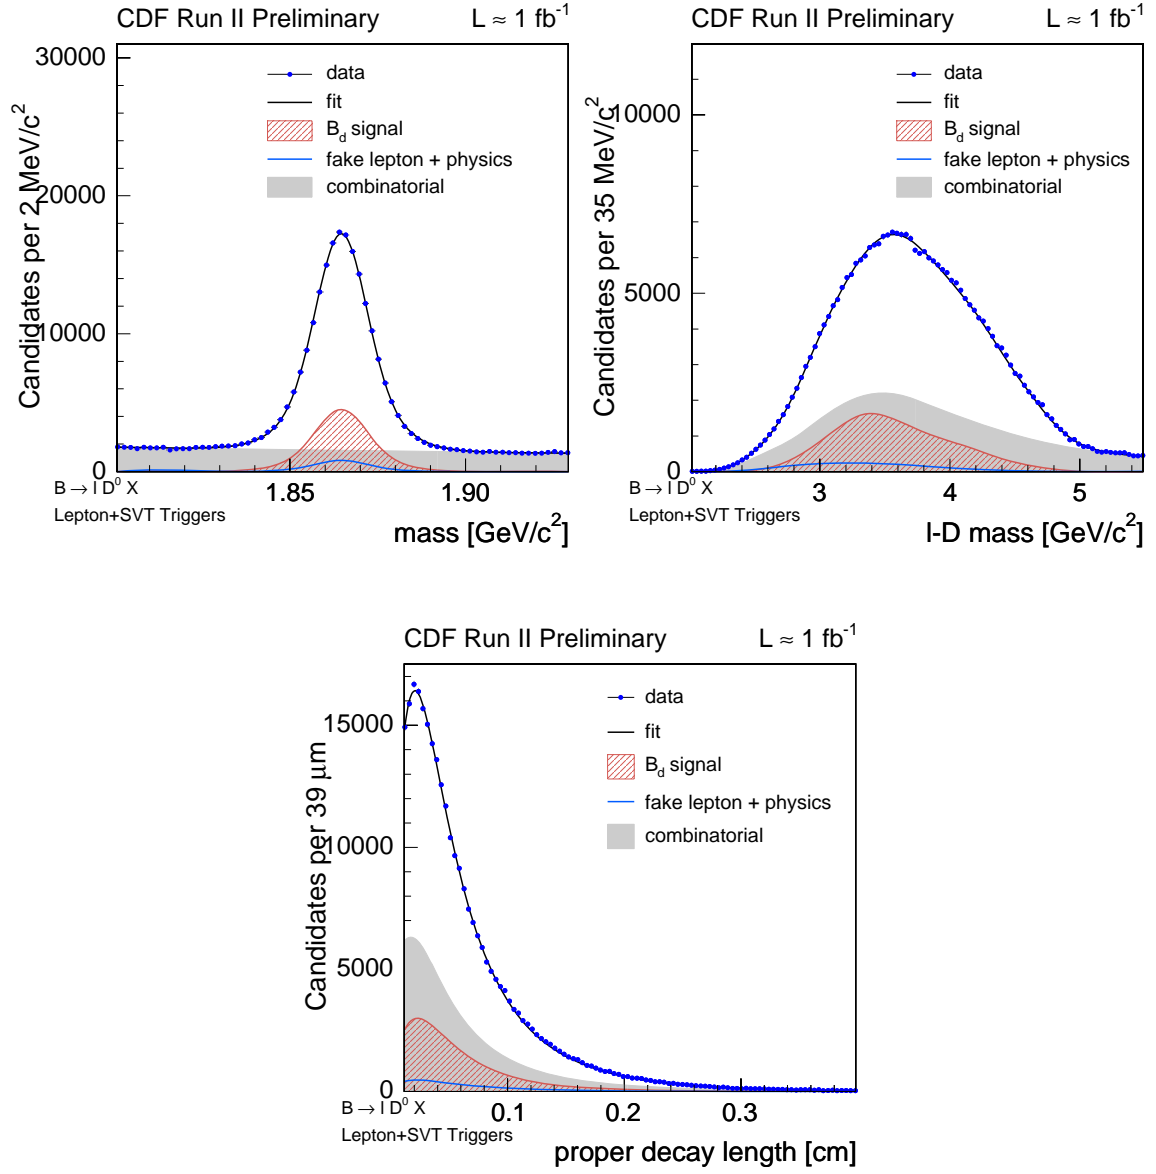 CDF Run II Preliminary L ≈ 1 fb⁻¹
30000
20000
10000
0
Candidates per 2 MeV/c²
data
fit
B_d signal
fake lepton + physics
combinatorial
1.85 1.90
B → l D⁰ X
Lepton+SVT Triggers
mass [GeV/c²]
CDF Run II Preliminary L ≈ 1 fb⁻¹
10000
5000
0
Candidates per 35 MeV/c²
data
fit
B_d signal
fake lepton + physics
combinatorial
3 4 5
B → l D⁰ X
Lepton+SVT Triggers
l-D mass [GeV/c²]
CDF Run II Preliminary L ≈ 1 fb⁻¹
15000
10000
5000
0
Candidates per 39 μm
data
fit
B_d signal
fake lepton + physics
combinatorial
0.1 0.2 0.3
B → l D⁰ X
Lepton+SVT Triggers
proper decay length [cm]